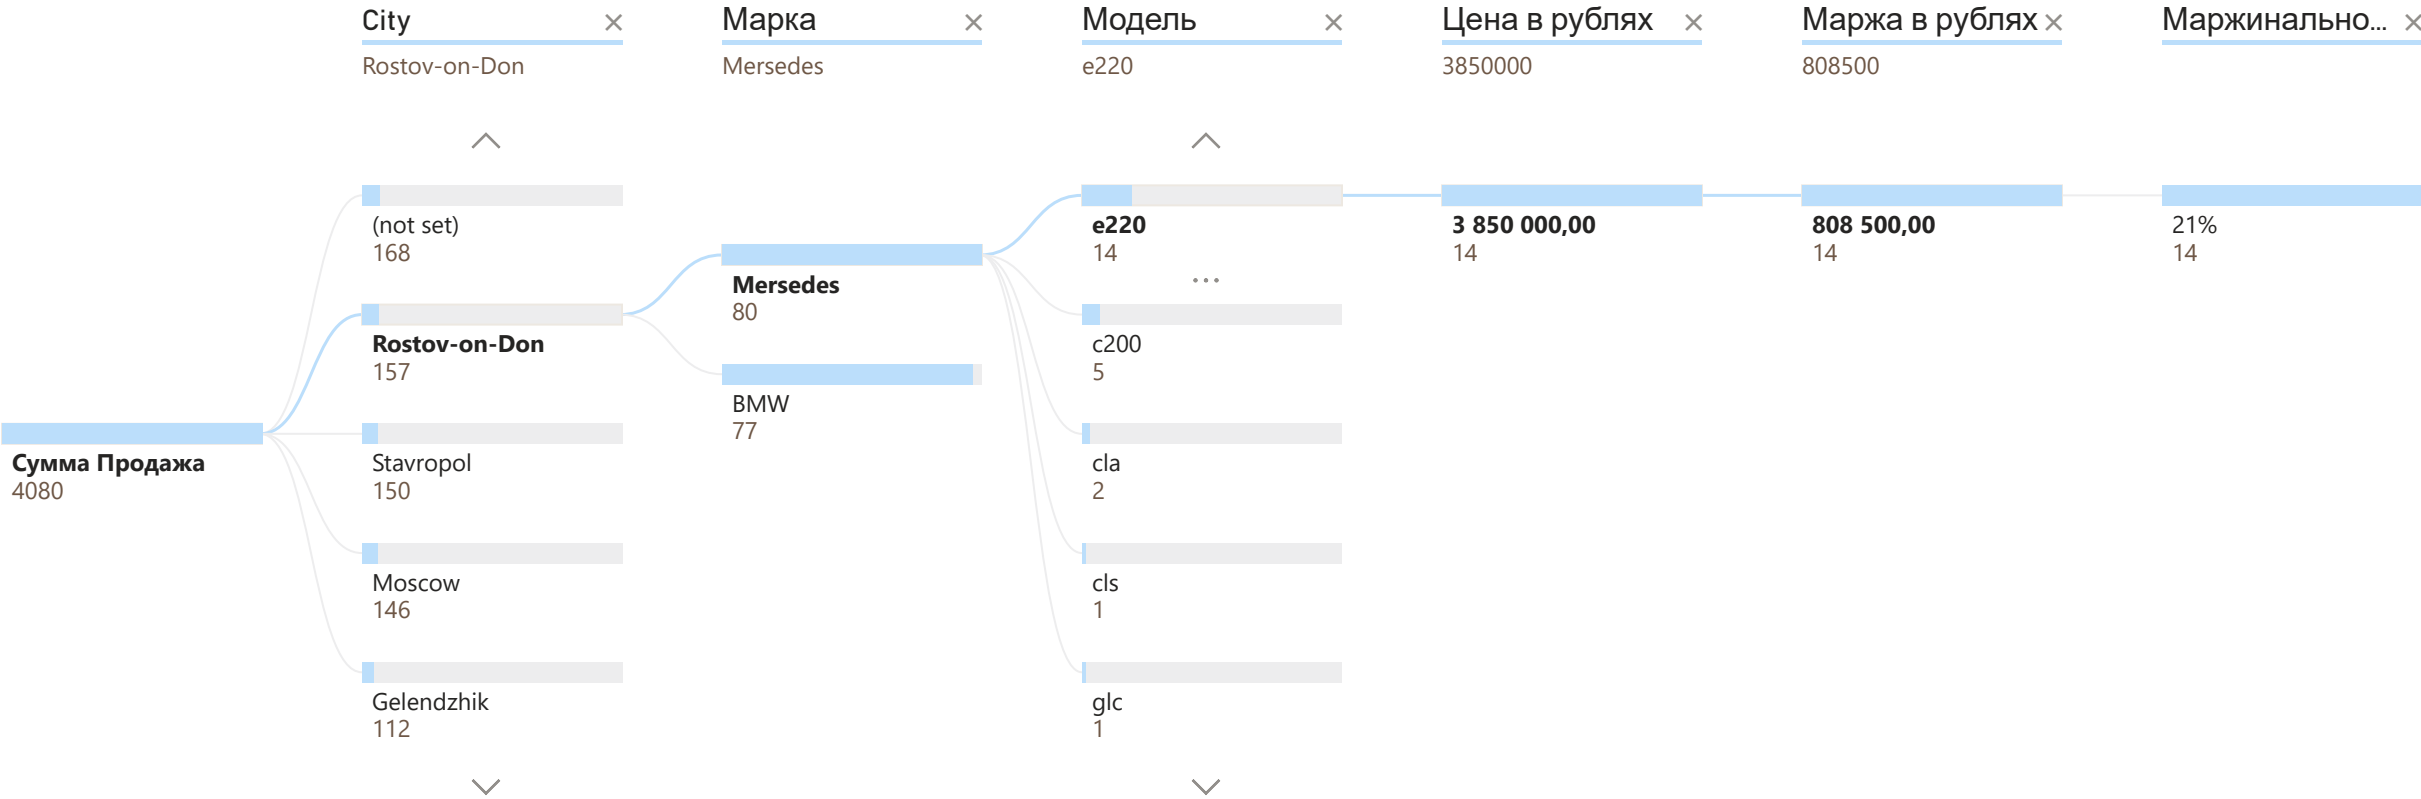 City
Марка
Модель
Цена в рублях
Маржа в рублях
Маржинально...
Rostov-on-Don
Mersedes
e220
3850000
808500
(not set)
168
Rostov-on-Don
157
Stavropol
150
Moscow
146
Gelendzhik
112
Сумма Продажа
4080
Mersedes
80
BMW
77
e220
14
...
c200
5
cla
2
cls
1
glc
1
3 850 000,00
14
808 500,00
14
21%
14